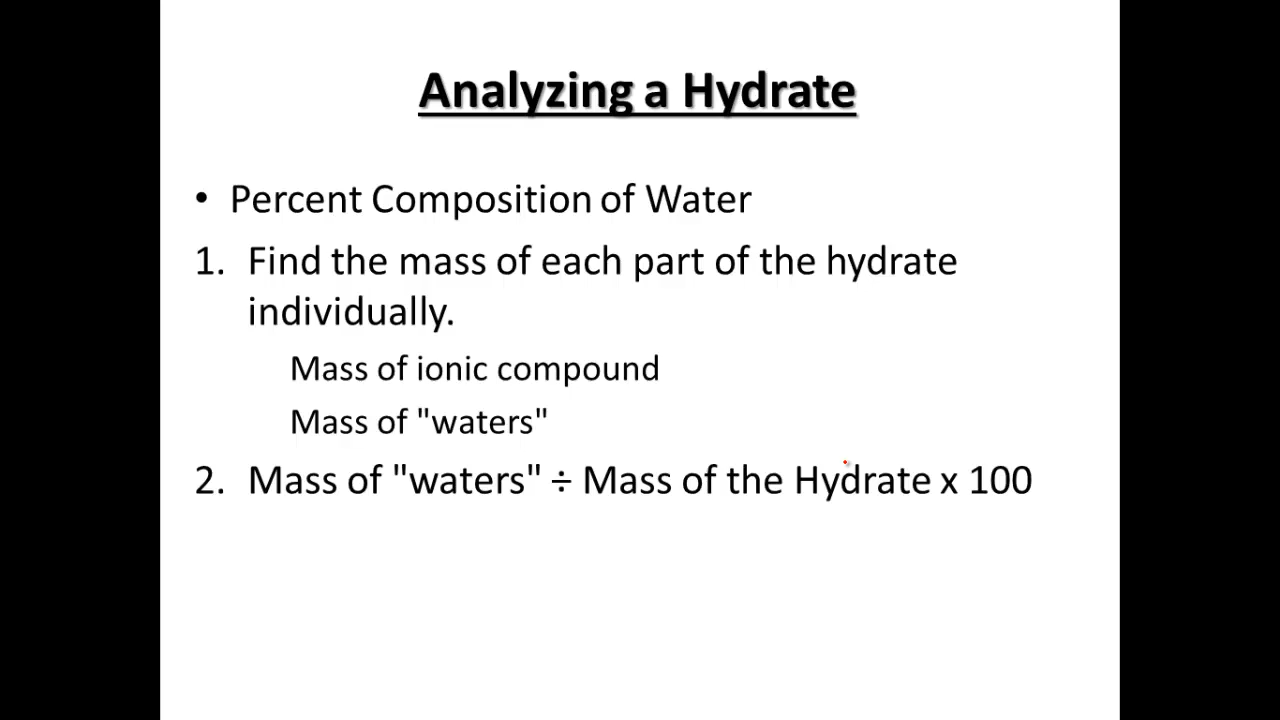 Analyzing a Hydrate
• Percent Composition of Water
1. Find the mass of each part of the hydrate
individually.
Mass of ionic compound
Mass of "waters"
2. Mass of "waters" ÷ Mass of the Hydrate x 100